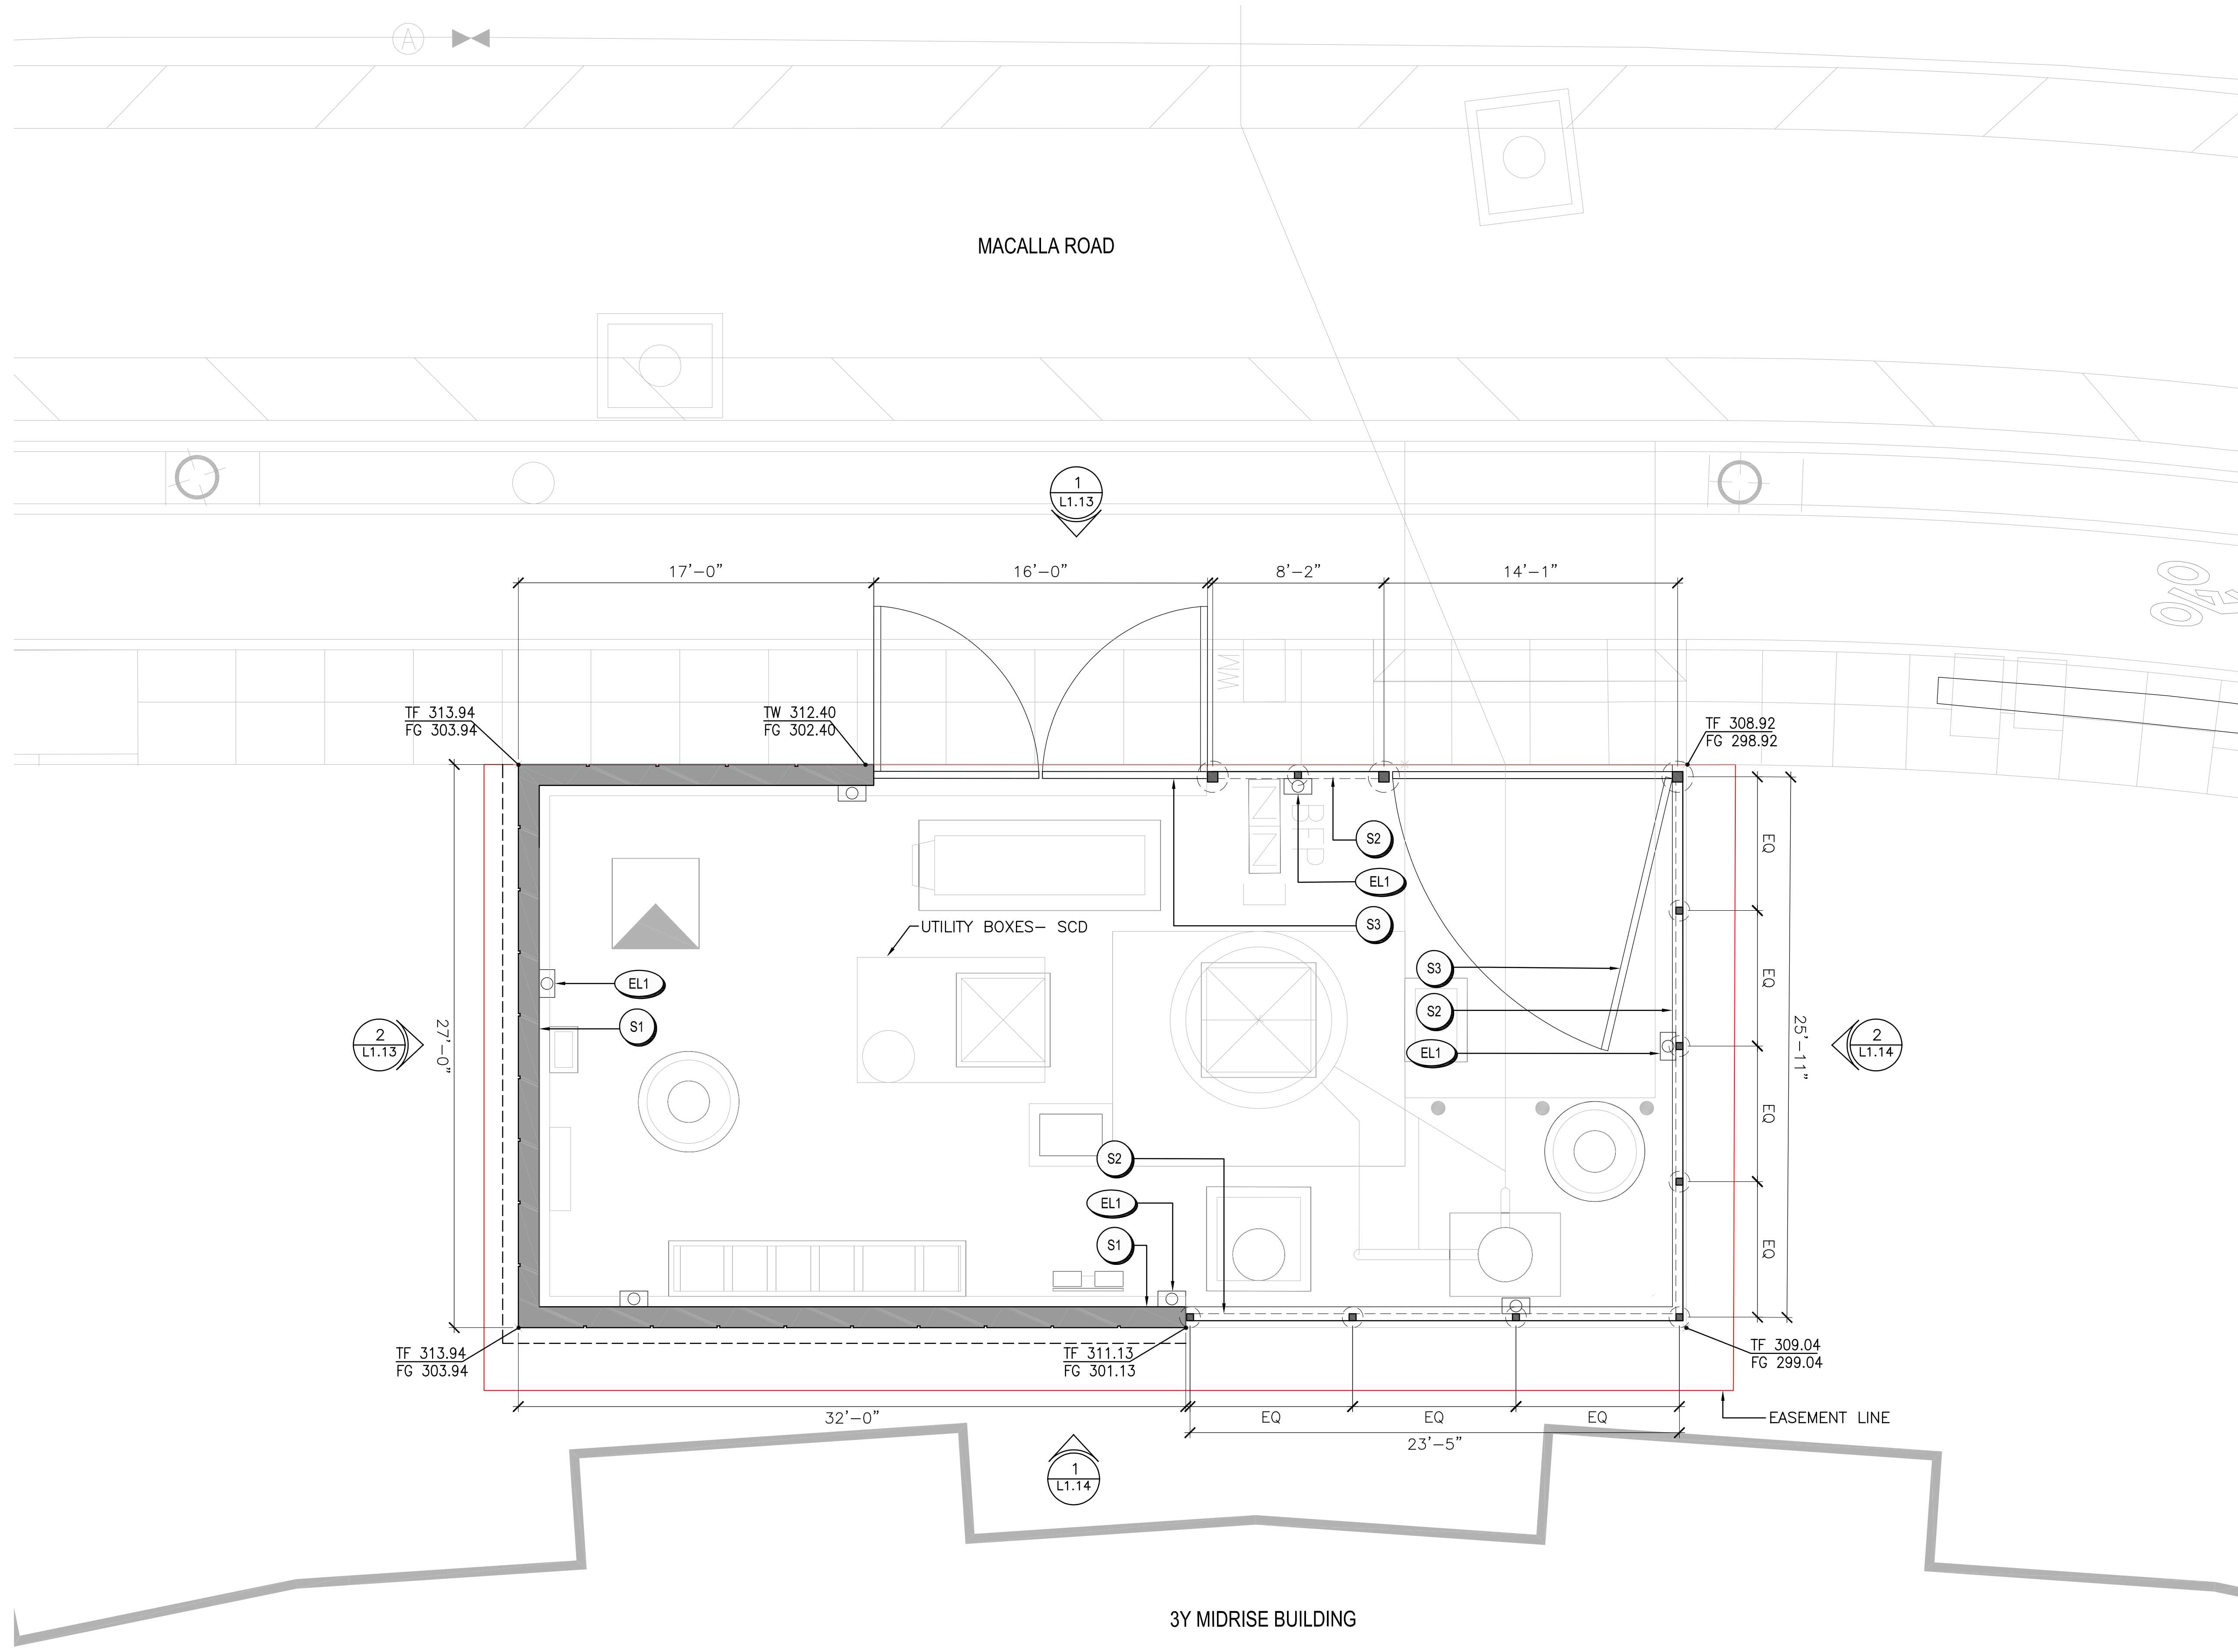 A
MACALLA ROAD
1
L1.13
17'-0"
16'-0"
8'-2"
14'-1"
TF 313.94
FG 303.94
TW 312.40
FG 302.40
TF 308.92
FG 298.92
NIN
BFP
S2
EL1
S3
UTILITY BOXES- SCD
EQ
EQ
EQ
EQ
25'-11"
S3
S2
EL1
EL1
S1
27'-0"
2
L1.13
2
L1.14
S2
EL1
S1
TF 313.94
FG 303.94
TF 311.13
FG 301.13
TF 309.04
FG 299.04
32'-0"
EQ
EQ
EQ
23'-5"
EASEMENT LINE
1
L1.14
3Y MIDRISE BUILDING